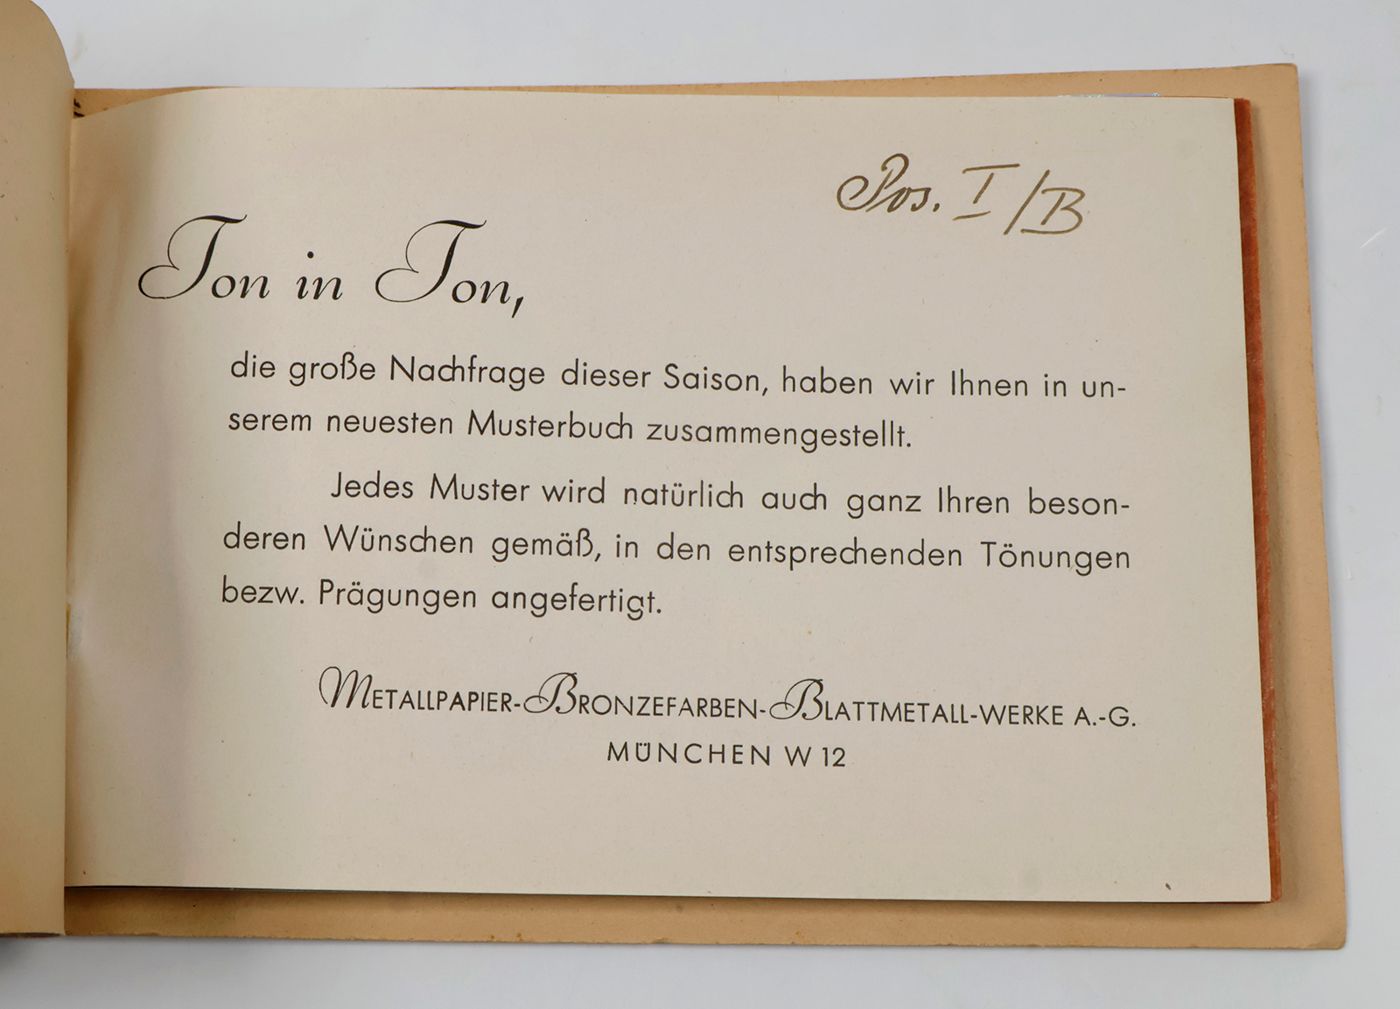 Pos. I/B
Ton in Ton,
die große Nachfrage dieser Saison, haben wir Ihnen in un-
serem neuesten Musterbuch zusammengestellt.
Jedes Muster wird natürlich auch ganz Ihren beson-
deren Wünschen gemäß, in den entsprechenden Tönungen
bezw. Prägungen angefertigt.
METALLPAPIER-BRONZEFARBEN-BLATTMETALL-WERKE A.-G.
MÜNCHEN W 12